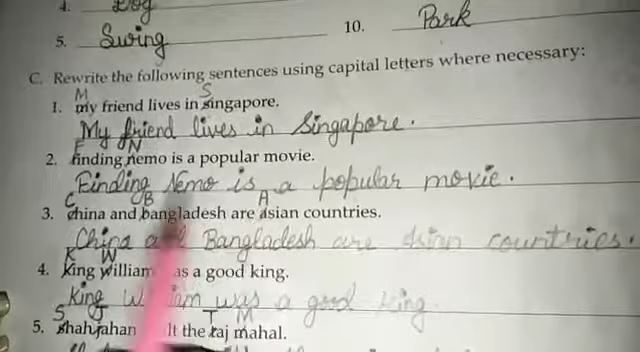 4. Dog
5. Swing 10. Park
C. Rewrite the following sentences using capital letters where necessary:
M S
1. my friend lives in singapore.
My friend lives in Singapore.
F N
2. finding nemo is a popular movie.
Finding Nemo is a popular movie.
C B A
3. china and bangladesh are asian countries.
China Bangladesh are Asian countries.
K W
4. king william as a good king.
King was a good king.
S J T M
5. shahjahan lt the taj mahal.